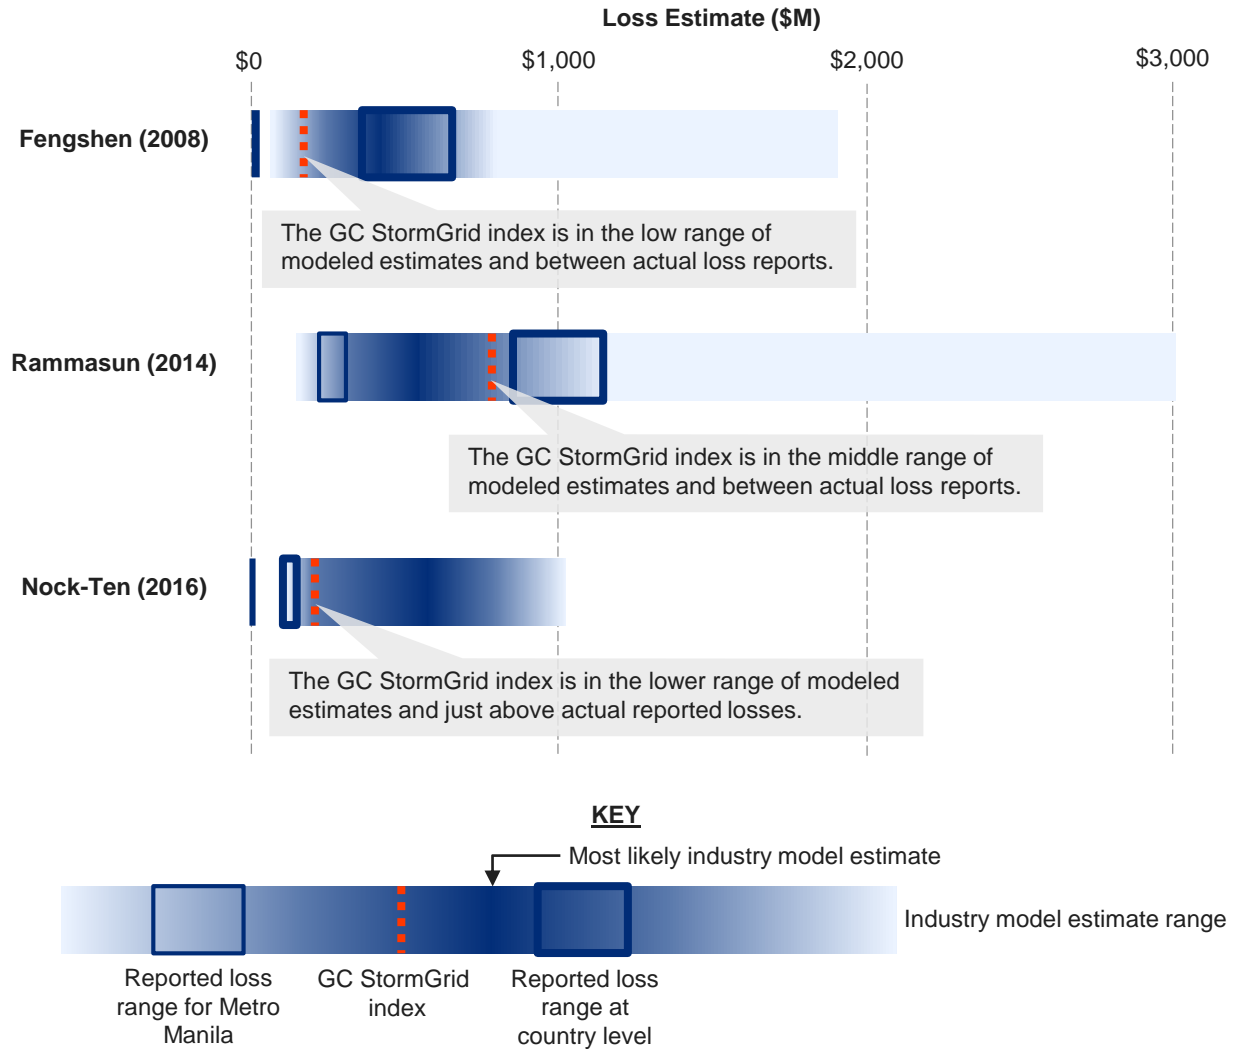 Loss Estimate ($M)
$0
$1,000
$2,000
$3,000
Fengshen (2008)
The GC StormGrid index is in the low range of
modeled estimates and between actual loss reports.
Rammasun (2014)
The GC StormGrid index is in the middle range of
modeled estimates and between actual loss reports.
Nock-Ten (2016)
The GC StormGrid index is in the lower range of modeled
estimates and just above actual reported losses.
KEY
Most likely industry model estimate
Industry model estimate range
Reported loss
range for Metro
Manila
GC StormGrid
index
Reported loss
range at
country level